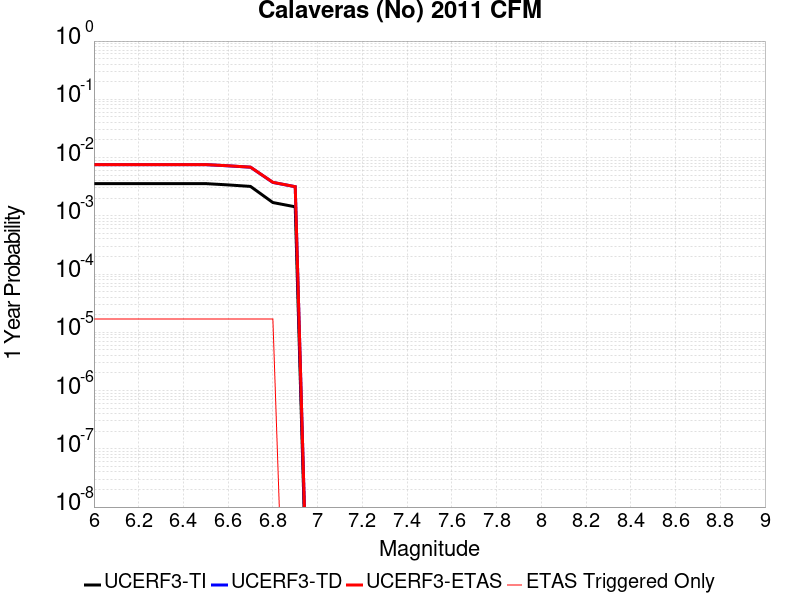 Calaveras (No) 2011 CFM
10 0
10 -1
10 -2
10 -3
10 -4
10 -5
10 -6
10 -7
10 -8
1 Year Probability
6 6.2 6.4 6.6 6.8 7 7.2 7.4 7.6 7.8 8 8.2 8.4 8.6 8.8 9
Magnitude
UCERF3-TI UCERF3-TD UCERF3-ETAS ETAS Triggered Only